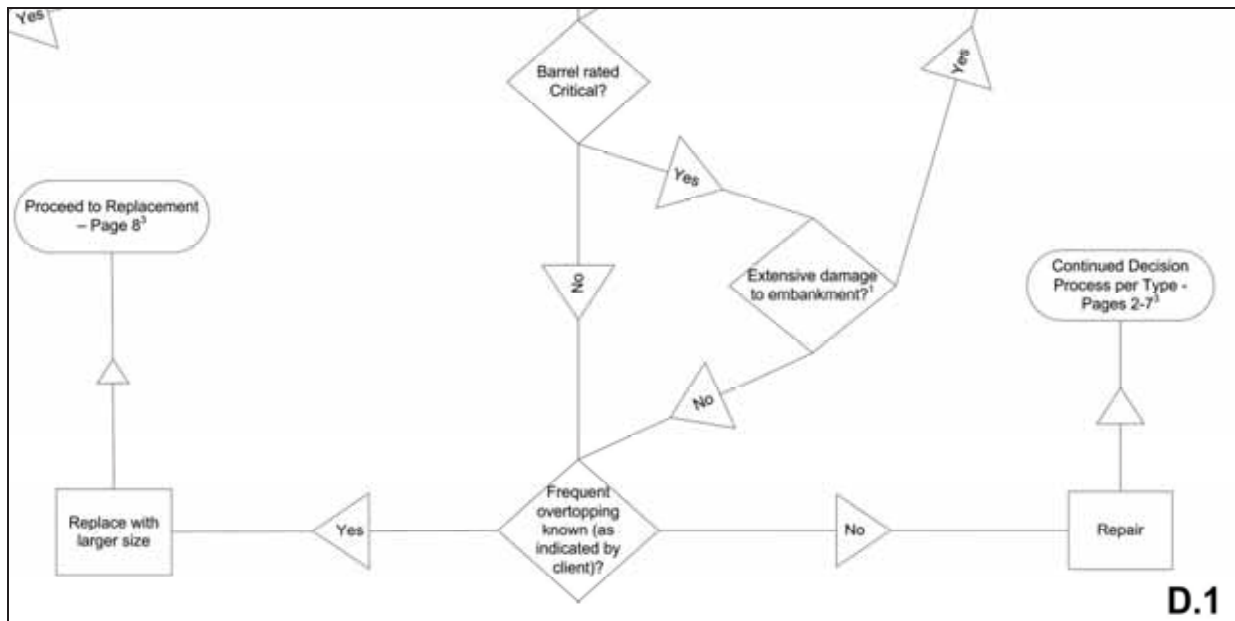 Yes
Barrel rated
Critical?
Yes
Yes
Proceed to Replacement
– Page 8³
No
Extensive damage
to embankment?¹
Continued Decision
Process per Type -
Pages 2-7³
No
Replace with
larger size
Yes
Frequent
overtopping
known (as
indicated by
client)?
No
Repair
D.1